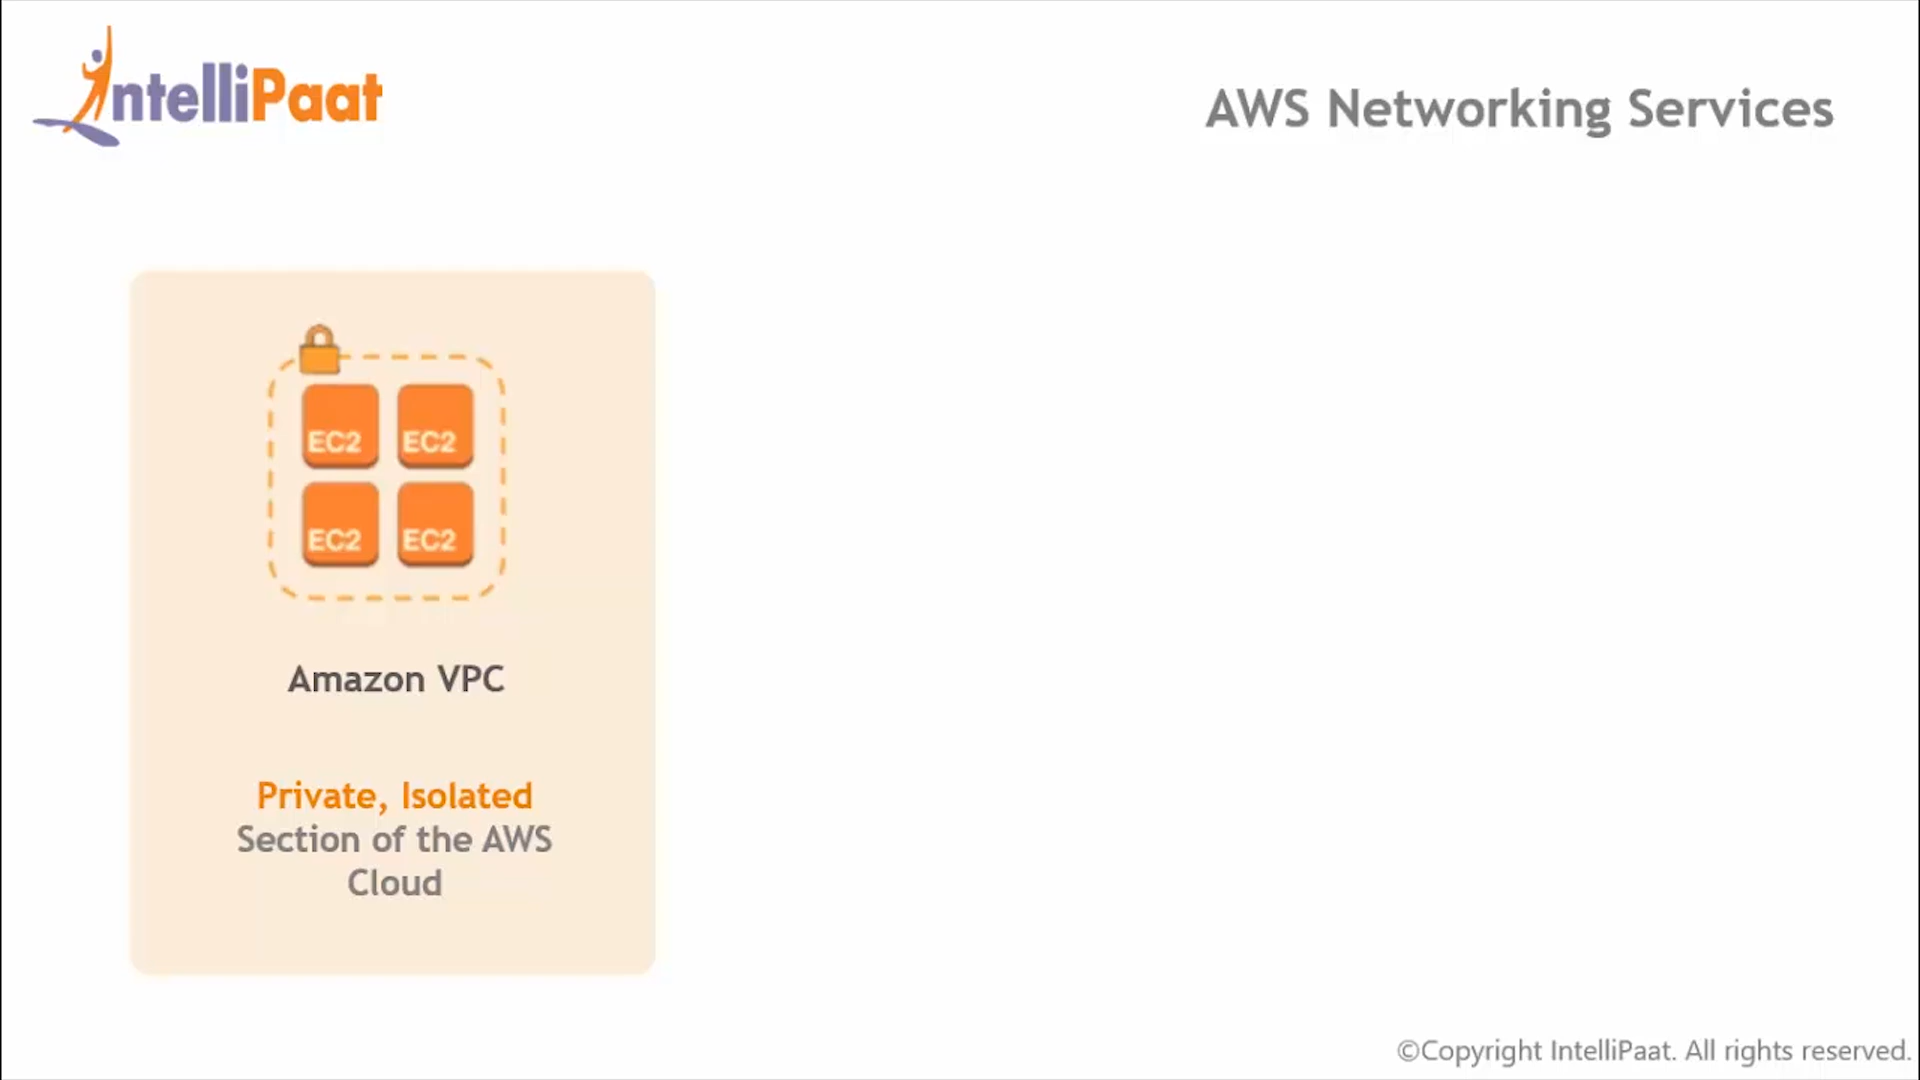 IntelliPaat
AWS Networking Services
EC2 EC2
EC2 EC2
Amazon VPC
Private, Isolated
Section of the AWS
Cloud
©Copyright IntelliPaat. All rights reserved.